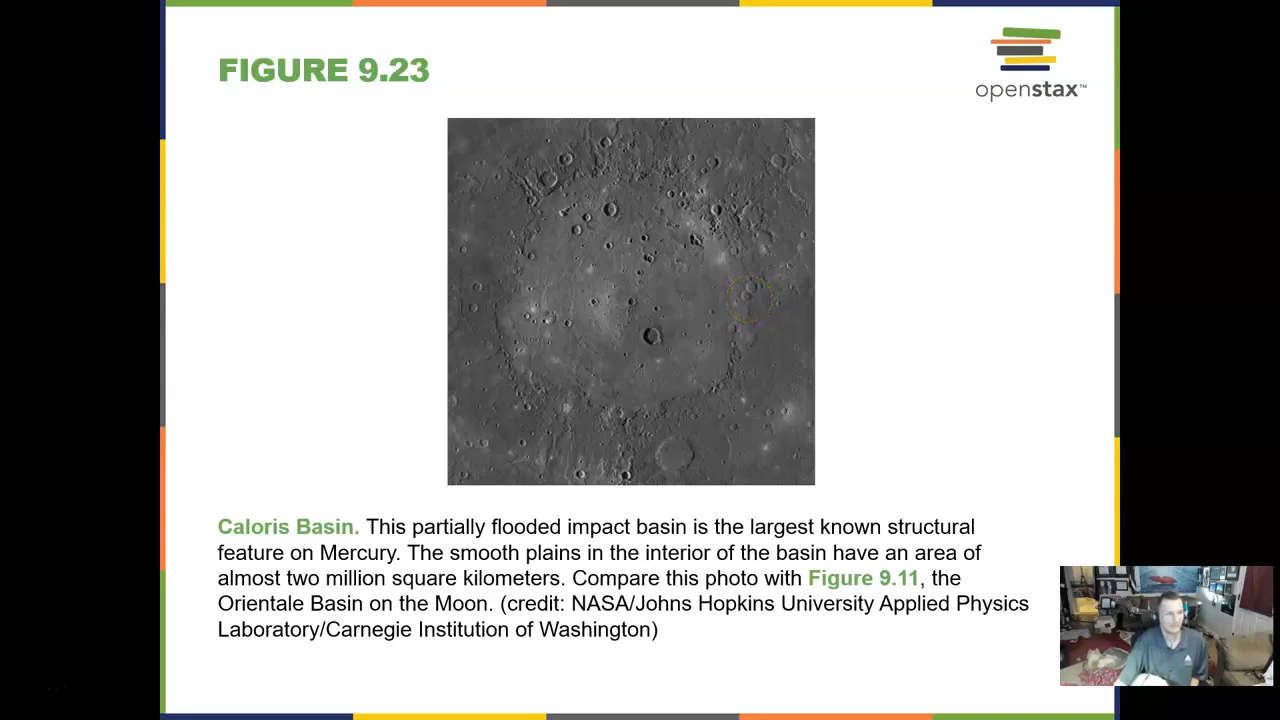 FIGURE 9.23
openstax™
Caloris Basin. This partially flooded impact basin is the largest known structural
feature on Mercury. The smooth plains in the interior of the basin have an area of
almost two million square kilometers. Compare this photo with Figure 9.11, the
Orientale Basin on the Moon. (credit: NASA/Johns Hopkins University Applied Physics
Laboratory/Carnegie Institution of Washington)